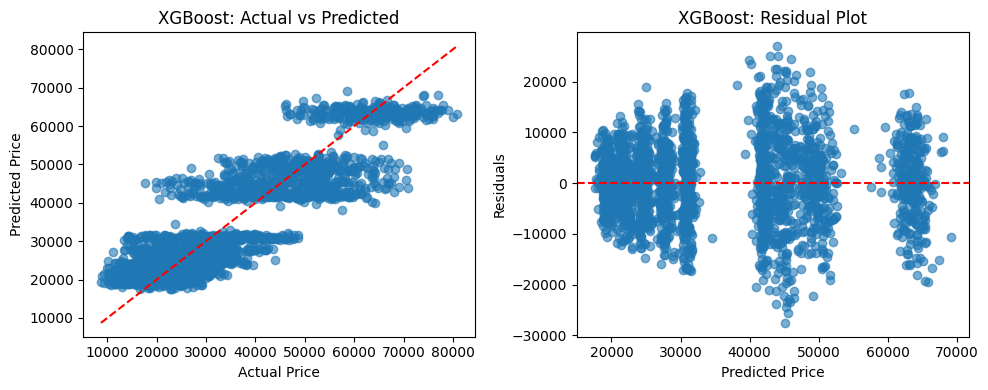 XGBoost: Actual vs Predicted
Predicted Price
80000
70000
60000
50000
40000
30000
20000
10000
10000 20000 30000 40000 50000 60000 70000 80000
Actual Price
XGBoost: Residual Plot
Residuals
20000
10000
0
−10000
−20000
−30000
20000 30000 40000 50000 60000 70000
Predicted Price